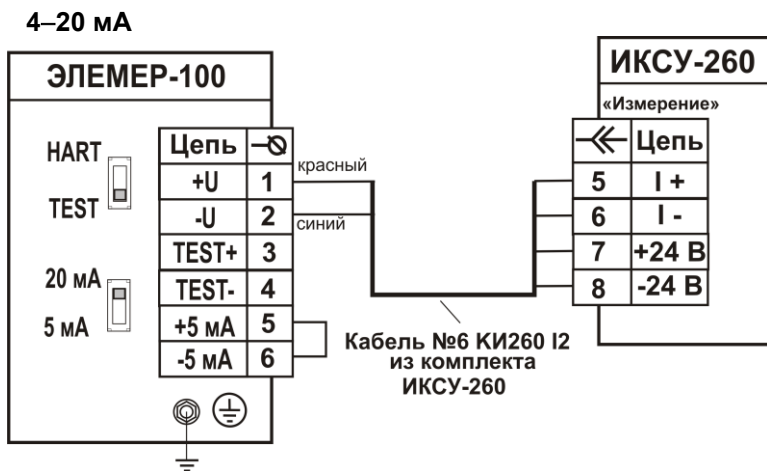 4–20 мА
ЭЛЕМЕР-100
HART
TEST
20 мА
5 мА
Цепь
+U 1
-U 2
TEST+ 3
TEST- 4
+5 мА 5
-5 мА 6
красный
синий
Кабель №6 КИ260 I2
из комплекта
ИКСУ-260
ИКСУ-260
«Измерение»
Цепь
5 I +
6 I -
7 +24 В
8 -24 В